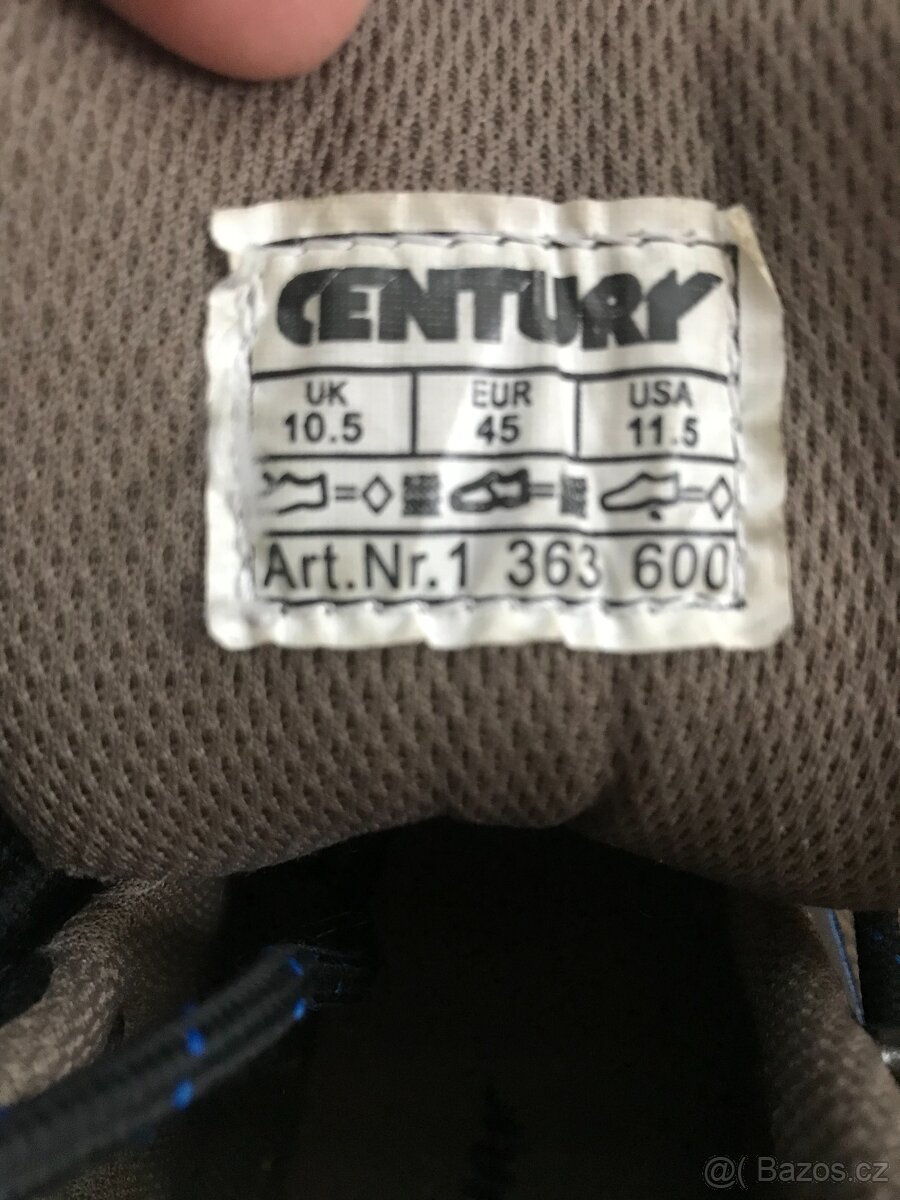 CENTURY
UK EUR USA
10.5 45 11.5
Art.Nr.1 363 600
@( Bazos.cz